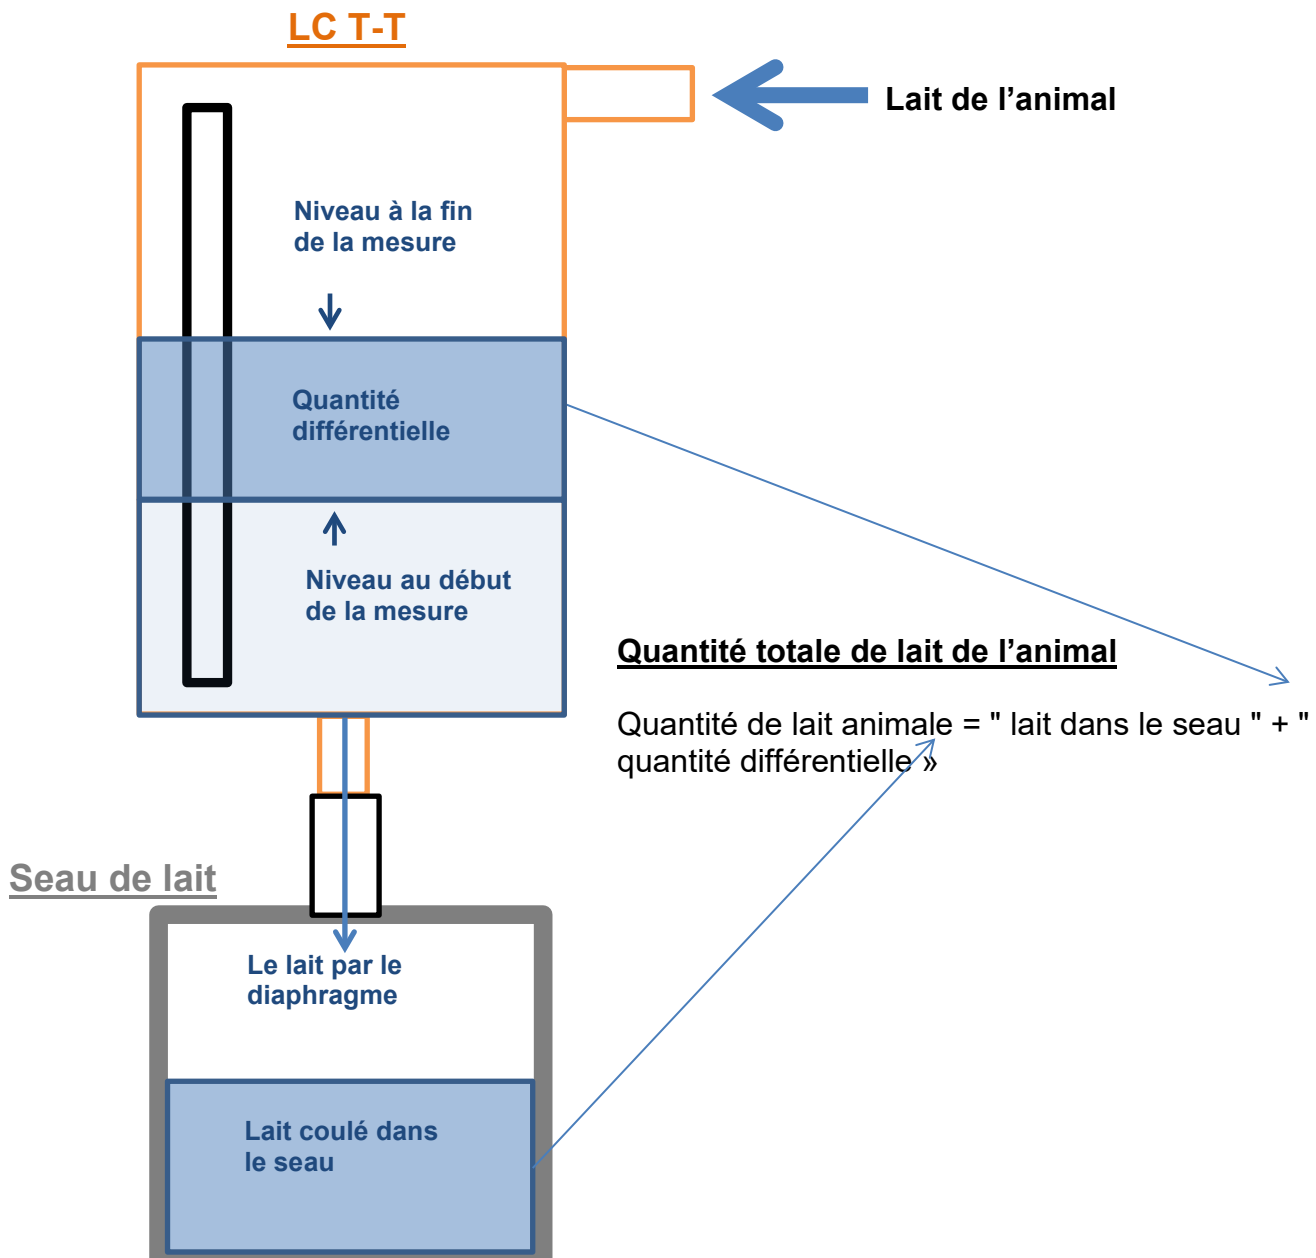 LC T-T
Lait de l’animal
Niveau à la fin
de la mesure
Quantité
différentielle
Niveau au début
de la mesure
Quantité totale de lait de l’animal
Quantité de lait animale = " lait dans le seau " + "
quantité différentielle »
Seau de lait
Le lait par le
diaphragme
Lait coulé dans
le seau